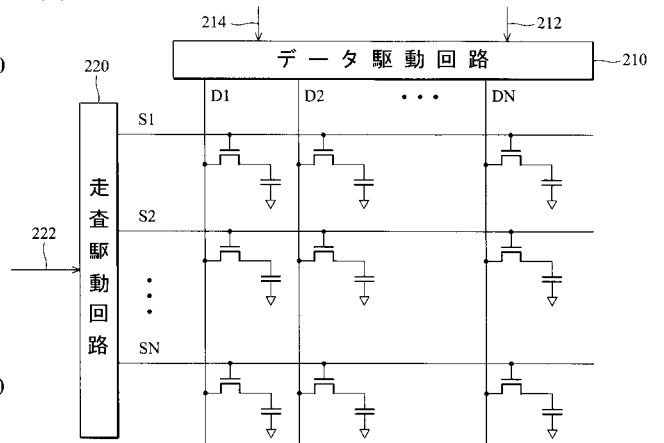 214
212
データ駆動回路
210
220
D1
D2
• • •
DN
S1
走査駆動回路
S2
222
SN
)
)